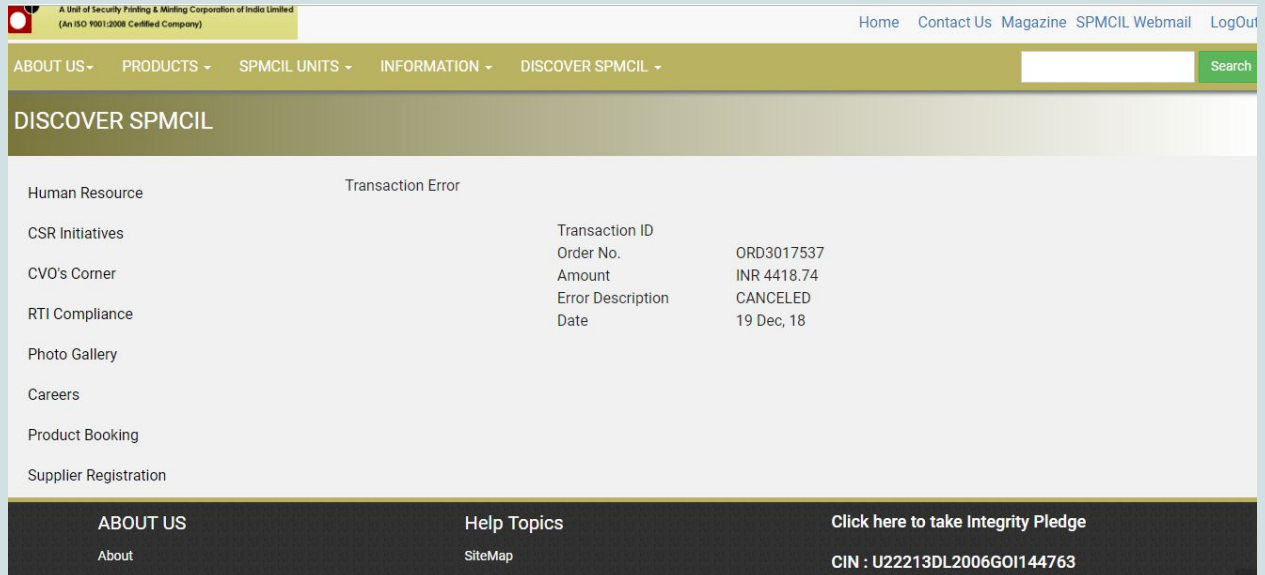 A Unit of Security Printing & Minting Corporation of India Limited
(An ISO 9001:2008 Certified Company)
Home Contact Us Magazine SPMCIL Webmail LogOut
ABOUT US PRODUCTS SPMCIL UNITS INFORMATION DISCOVER SPMCIL Search
DISCOVER SPMCIL
Human Resource
CSR Initiatives
CVO's Corner
RTI Compliance
Photo Gallery
Careers
Product Booking
Supplier Registration
Transaction Error
Transaction ID
Order No. ORD3017537
Amount INR 4418.74
Error Description CANCELED
Date 19 Dec, 18
ABOUT US
About
Help Topics
SiteMap
Click here to take Integrity Pledge
CIN : U22213DL2006GOI144763